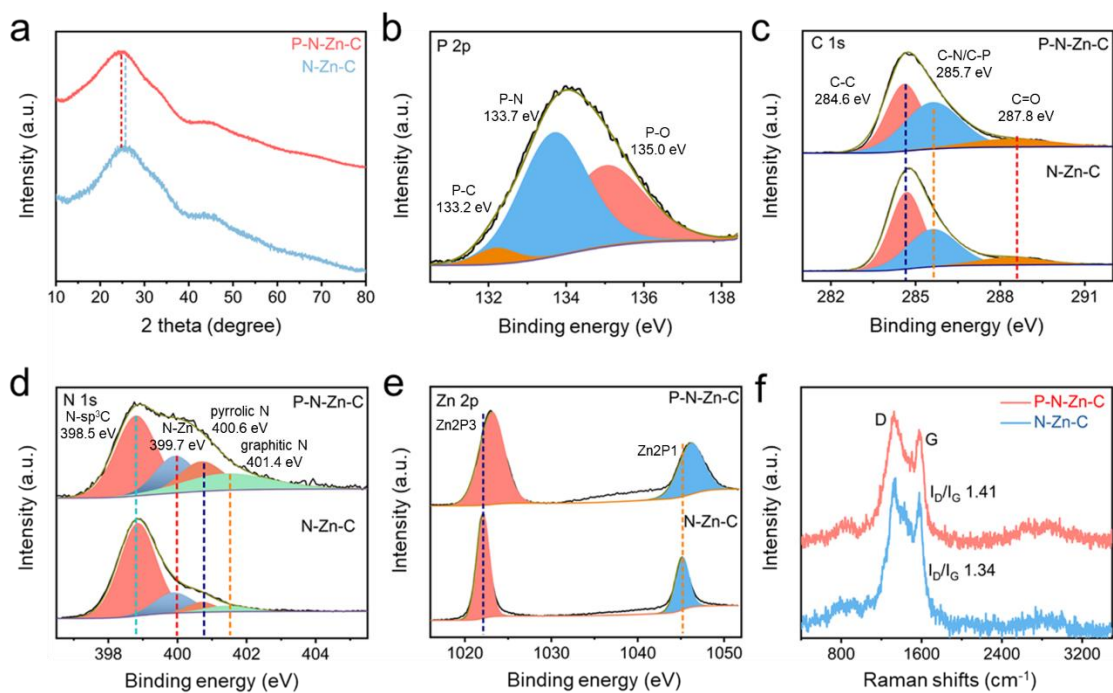 a
P-N-Zn-C
N-Zn-C
Intensity (a.u.)
10 20 30 40 50 60 70 80
2 theta (degree)
b
P 2p
P-N
133.7 eV
P-O
135.0 eV
P-C
133.2 eV
Intensity (a.u.)
132 134 136 138
Binding energy (eV)
c
C 1s
P-N-Zn-C
C-N/C-P
285.7 eV
C-C
284.6 eV
C=O
287.8 eV
N-Zn-C
Intensity (a.u.)
282 285 288 291
Binding energy (eV)
d
N 1s
P-N-Zn-C
N-sp³C
398.5 eV
N-Zn
399.7 eV
pyrrolic N
400.6 eV
graphitic N
401.4 eV
N-Zn-C
Intensity (a.u.)
398 400 402 404
Binding energy (eV)
e
Zn 2p
P-N-Zn-C
Zn2P3
Zn2P1
N-Zn-C
Intensity (a.u.)
1020 1030 1040 1050
Binding energy (eV)
f
P-N-Zn-C
N-Zn-C
D
G
I_D/I_G 1.41
I_D/I_G 1.34
Intensity (a.u.)
800 1600 2400 3200
Raman shifts (cm⁻¹)